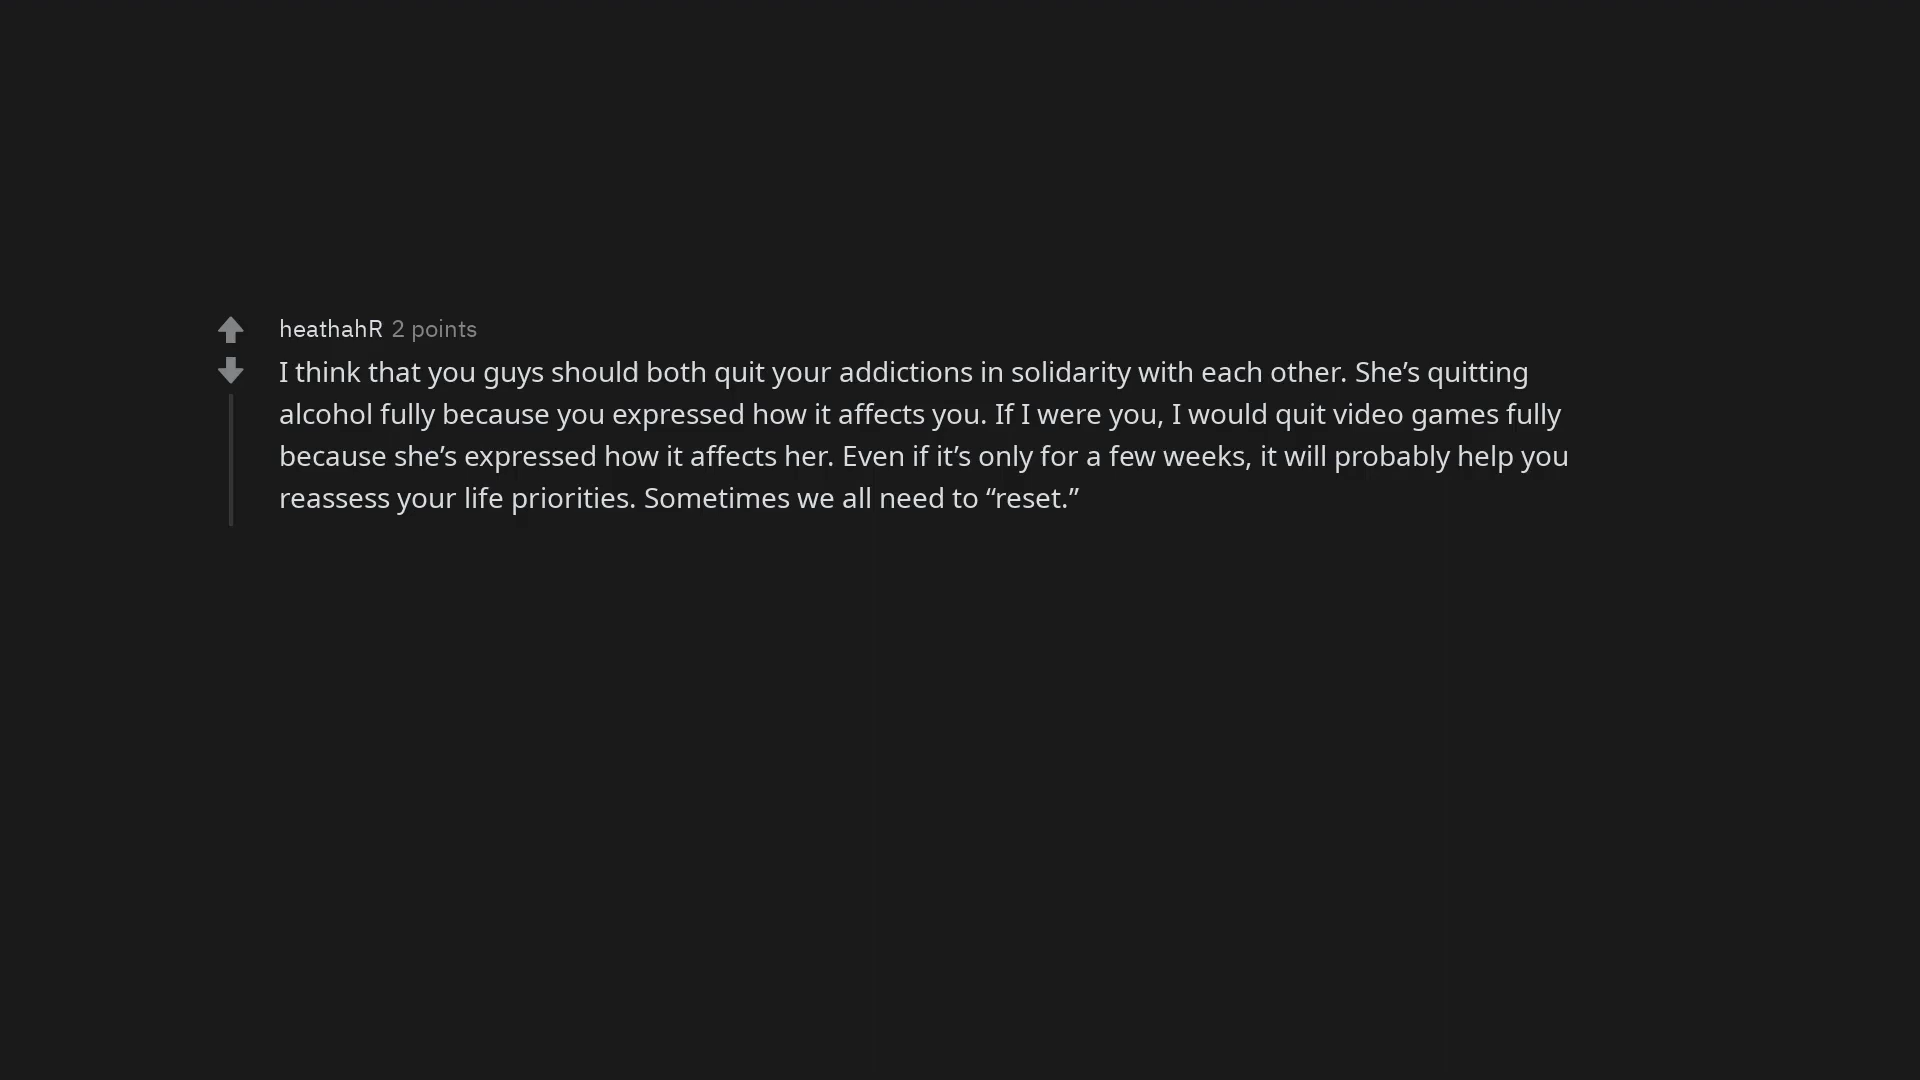 heathahR 2 points
I think that you guys should both quit your addictions in solidarity with each other. She’s quitting
alcohol fully because you expressed how it affects you. If I were you, I would quit video games fully
because she’s expressed how it affects her. Even if it’s only for a few weeks, it will probably help you
reassess your life priorities. Sometimes we all need to “reset.”